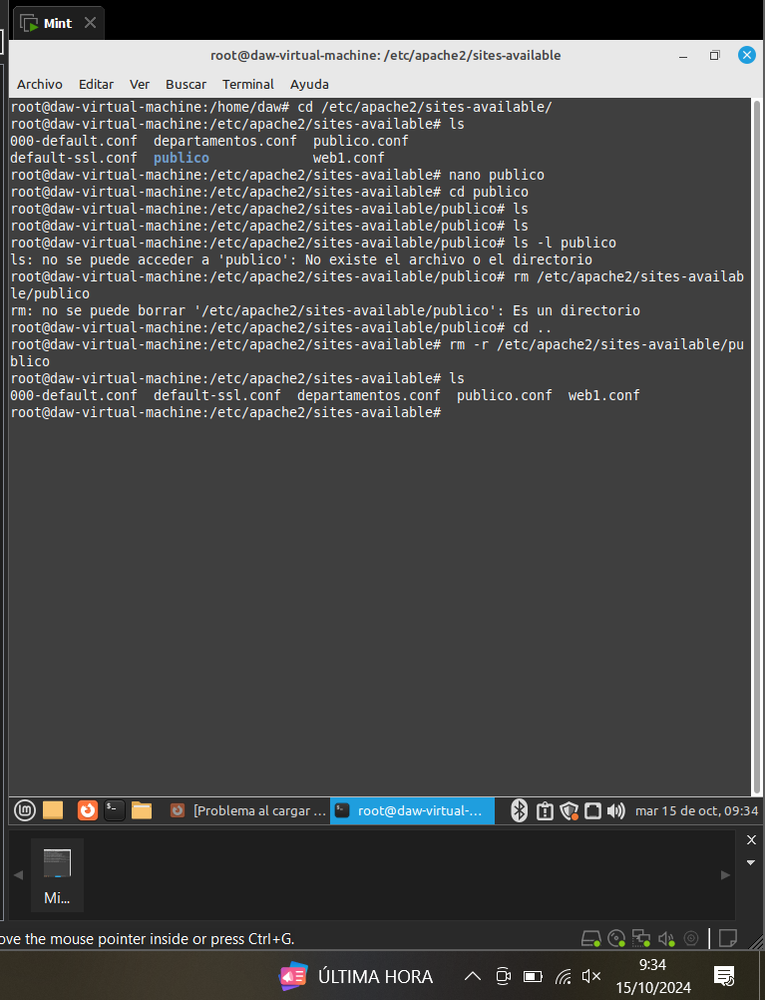 Mint
root@daw-virtual-machine: /etc/apache2/sites-available
Archivo Editar Ver Buscar Terminal Ayuda
root@daw-virtual-machine:/home/daw# cd /etc/apache2/sites-available/
root@daw-virtual-machine:/etc/apache2/sites-available# ls
000-default.conf  departamentos.conf  publico.conf
default-ssl.conf  publico             web1.conf
root@daw-virtual-machine:/etc/apache2/sites-available# nano publico
root@daw-virtual-machine:/etc/apache2/sites-available# cd publico
root@daw-virtual-machine:/etc/apache2/sites-available/publico# ls
root@daw-virtual-machine:/etc/apache2/sites-available/publico# ls
root@daw-virtual-machine:/etc/apache2/sites-available/publico# ls -l publico
ls: no se puede acceder a 'publico': No existe el archivo o el directorio
root@daw-virtual-machine:/etc/apache2/sites-available/publico# rm /etc/apache2/sites-availab
le/publico
rm: no se puede borrar '/etc/apache2/sites-available/publico': Es un directorio
root@daw-virtual-machine:/etc/apache2/sites-available/publico# cd ..
root@daw-virtual-machine:/etc/apache2/sites-available# rm -r /etc/apache2/sites-available/pu
blico
root@daw-virtual-machine:/etc/apache2/sites-available# ls
000-default.conf  default-ssl.conf  departamentos.conf  publico.conf  web1.conf
root@daw-virtual-machine:/etc/apache2/sites-available#
[Problema al cargar ... root@daw-virtual-... mar 15 de oct, 09:34
Mi...
ove the mouse pointer inside or press Ctrl+G.
ÚLTIMA HORA
9:34
15/10/2024